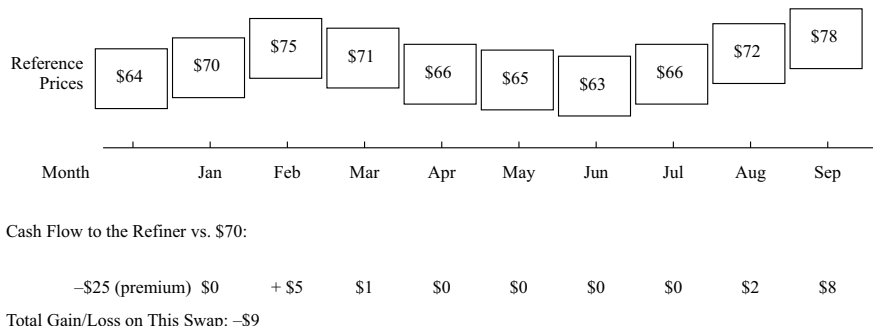 $64 $70 $75 $71 $66 $65 $63 $66 $72 $78
Reference
Prices
Month Jan Feb Mar Apr May Jun Jul Aug Sep
Cash Flow to the Refiner vs. $70:
–$25 (premium) $0 + $5 $1 $0 $0 $0 $0 $2 $8
Total Gain/Loss on This Swap: –$9